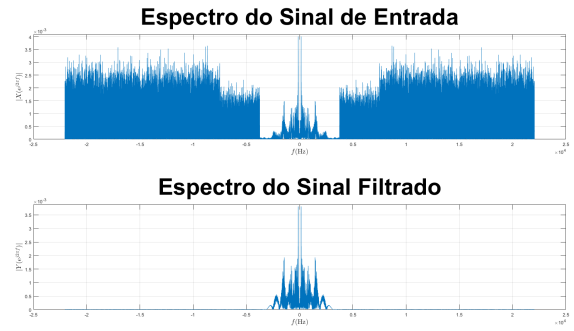 Espectro do Sinal de Entrada
×10⁻³
4
3.5
3
2.5
2
1.5
1
0.5
0
|X(e^{j2πf})|
-2.5 -2 -1.5 -1 -0.5 0 0.5 1 1.5 2 2.5
f(Hz)
×10⁴
Espectro do Sinal Filtrado
×10⁻³
3.5
3
2.5
2
1.5
1
0.5
0
|Y(e^{j2πf})|
-2.5 -2 -1.5 -1 -0.5 0 0.5 1 1.5 2 2.5
f(Hz)
×10⁴